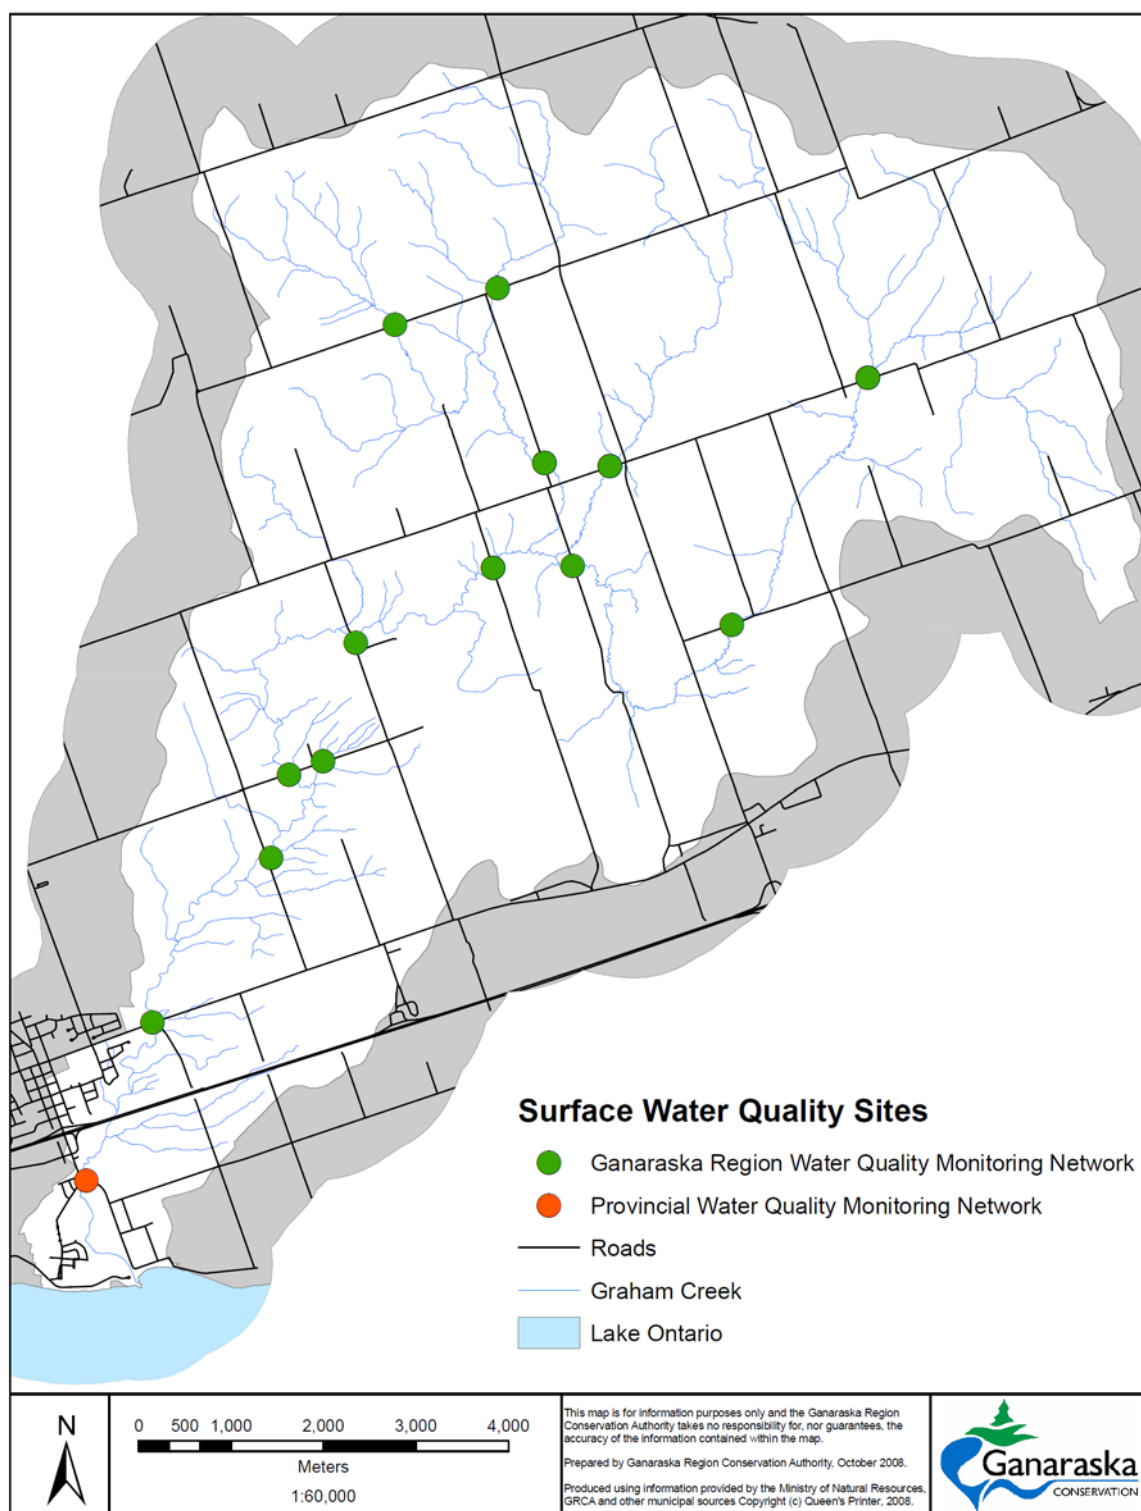 Surface Water Quality Sites
Ganaraska Region Water Quality Monitoring Network
Provincial Water Quality Monitoring Network
Roads
Graham Creek
Lake Ontario
N
0 500 1,000 2,000 3,000 4,000
Meters
1:60,000
This map is for information purposes only and the Ganaraska Region
Conservation Authority takes no responsibility for, nor guarantees, the
accuracy of the information contained within the map.
Prepared by Ganaraska Region Conservation Authority, October 2008.
Produced using information provided by the Ministry of Natural Resources,
GRCA and other municipal sources Copyright (c) Queen's Printer, 2008.
Ganaraska
CONSERVATION